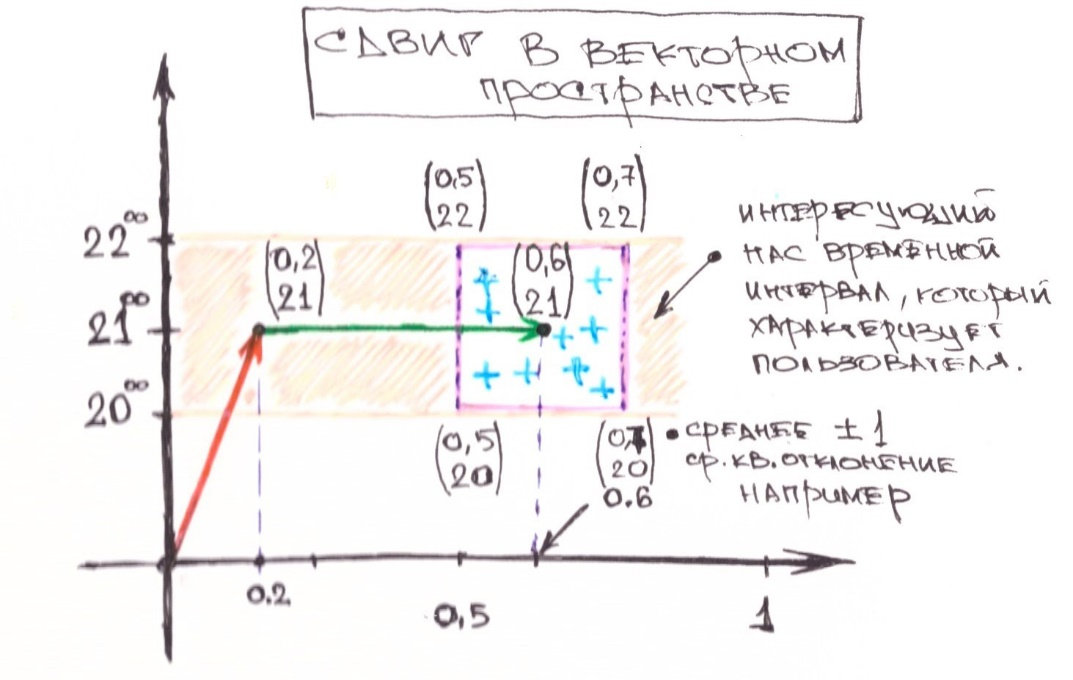 СДВИГ В ВЕКТОРНОМ
ПРОСТРАНСТВЕ
(0,5
22)
(0,7
22)
22⁰⁰
(0,2
21)
(0,6
21)
21⁰⁰
20⁰⁰
ИНТЕРЕСУЮЩИЙ
НАС ВРЕМЕННОЙ
ИНТЕРВАЛ, КОТОРЫЙ
ХАРАКТЕРИЗУЕТ
ПОЛЬЗОВАТЕЛЯ.
(0,5
20)
(0,7
20)
0.6
• СРЕДНЕЕ ± 1
СР. КВ. ОТКЛОНЕНИЕ
НАПРИМЕР
0.2
0,5
1